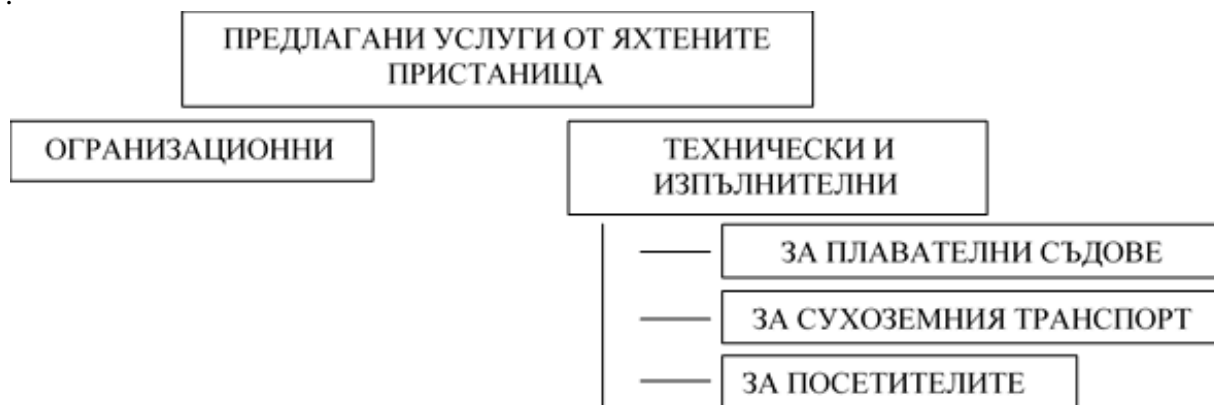 ПРЕДЛАГАНИ УСЛУГИ ОТ ЯХТЕНИТЕ
ПРИСТАНИЩА
ОГРАНИЗАЦИОННИ
ТЕХНИЧЕСКИ И
ИЗПЪЛНИТЕЛНИ
ЗА ПЛАВАТЕЛНИ СЪДОВЕ
ЗА СУХОЗЕМНИЯ ТРАНСПОРТ
ЗА ПОСЕТИТЕЛИТЕ